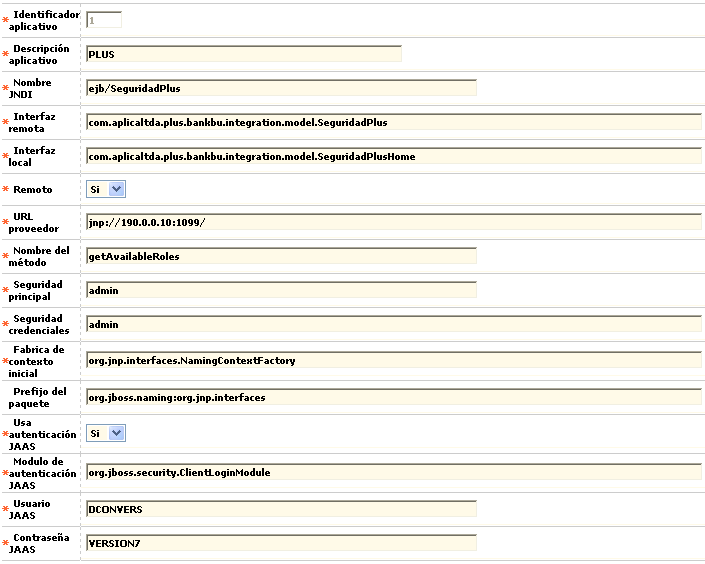 * Identificador
aplicativo
1
* Descripción
aplicativo
PLUS
* Nombre
JNDI
ejb/SeguridadPlus
* Interfaz
remota
com.aplicaltda.plus.bankbu.integration.model.SeguridadPlus
* Interfaz
local
com.aplicaltda.plus.bankbu.integration.model.SeguridadPlusHome
* Remoto
Si
* URL
proveedor
jnp://190.0.0.10:1099/
* Nombre del
método
getAvailableRoles
* Seguridad
principal
admin
* Seguridad
credenciales
admin
Fabrica de
* contexto
inicial
org.jnp.interfaces.NamingContextFactory
Prefijo del
paquete
org.jboss.naming:org.jnp.interfaces
Usa
* autenticación
JAAS
Si
Modulo de
* autenticación
JAAS
org.jboss.security.ClientLoginModule
* Usuario
JAAS
DCONVERS
* Contraseña
JAAS
VERSION7